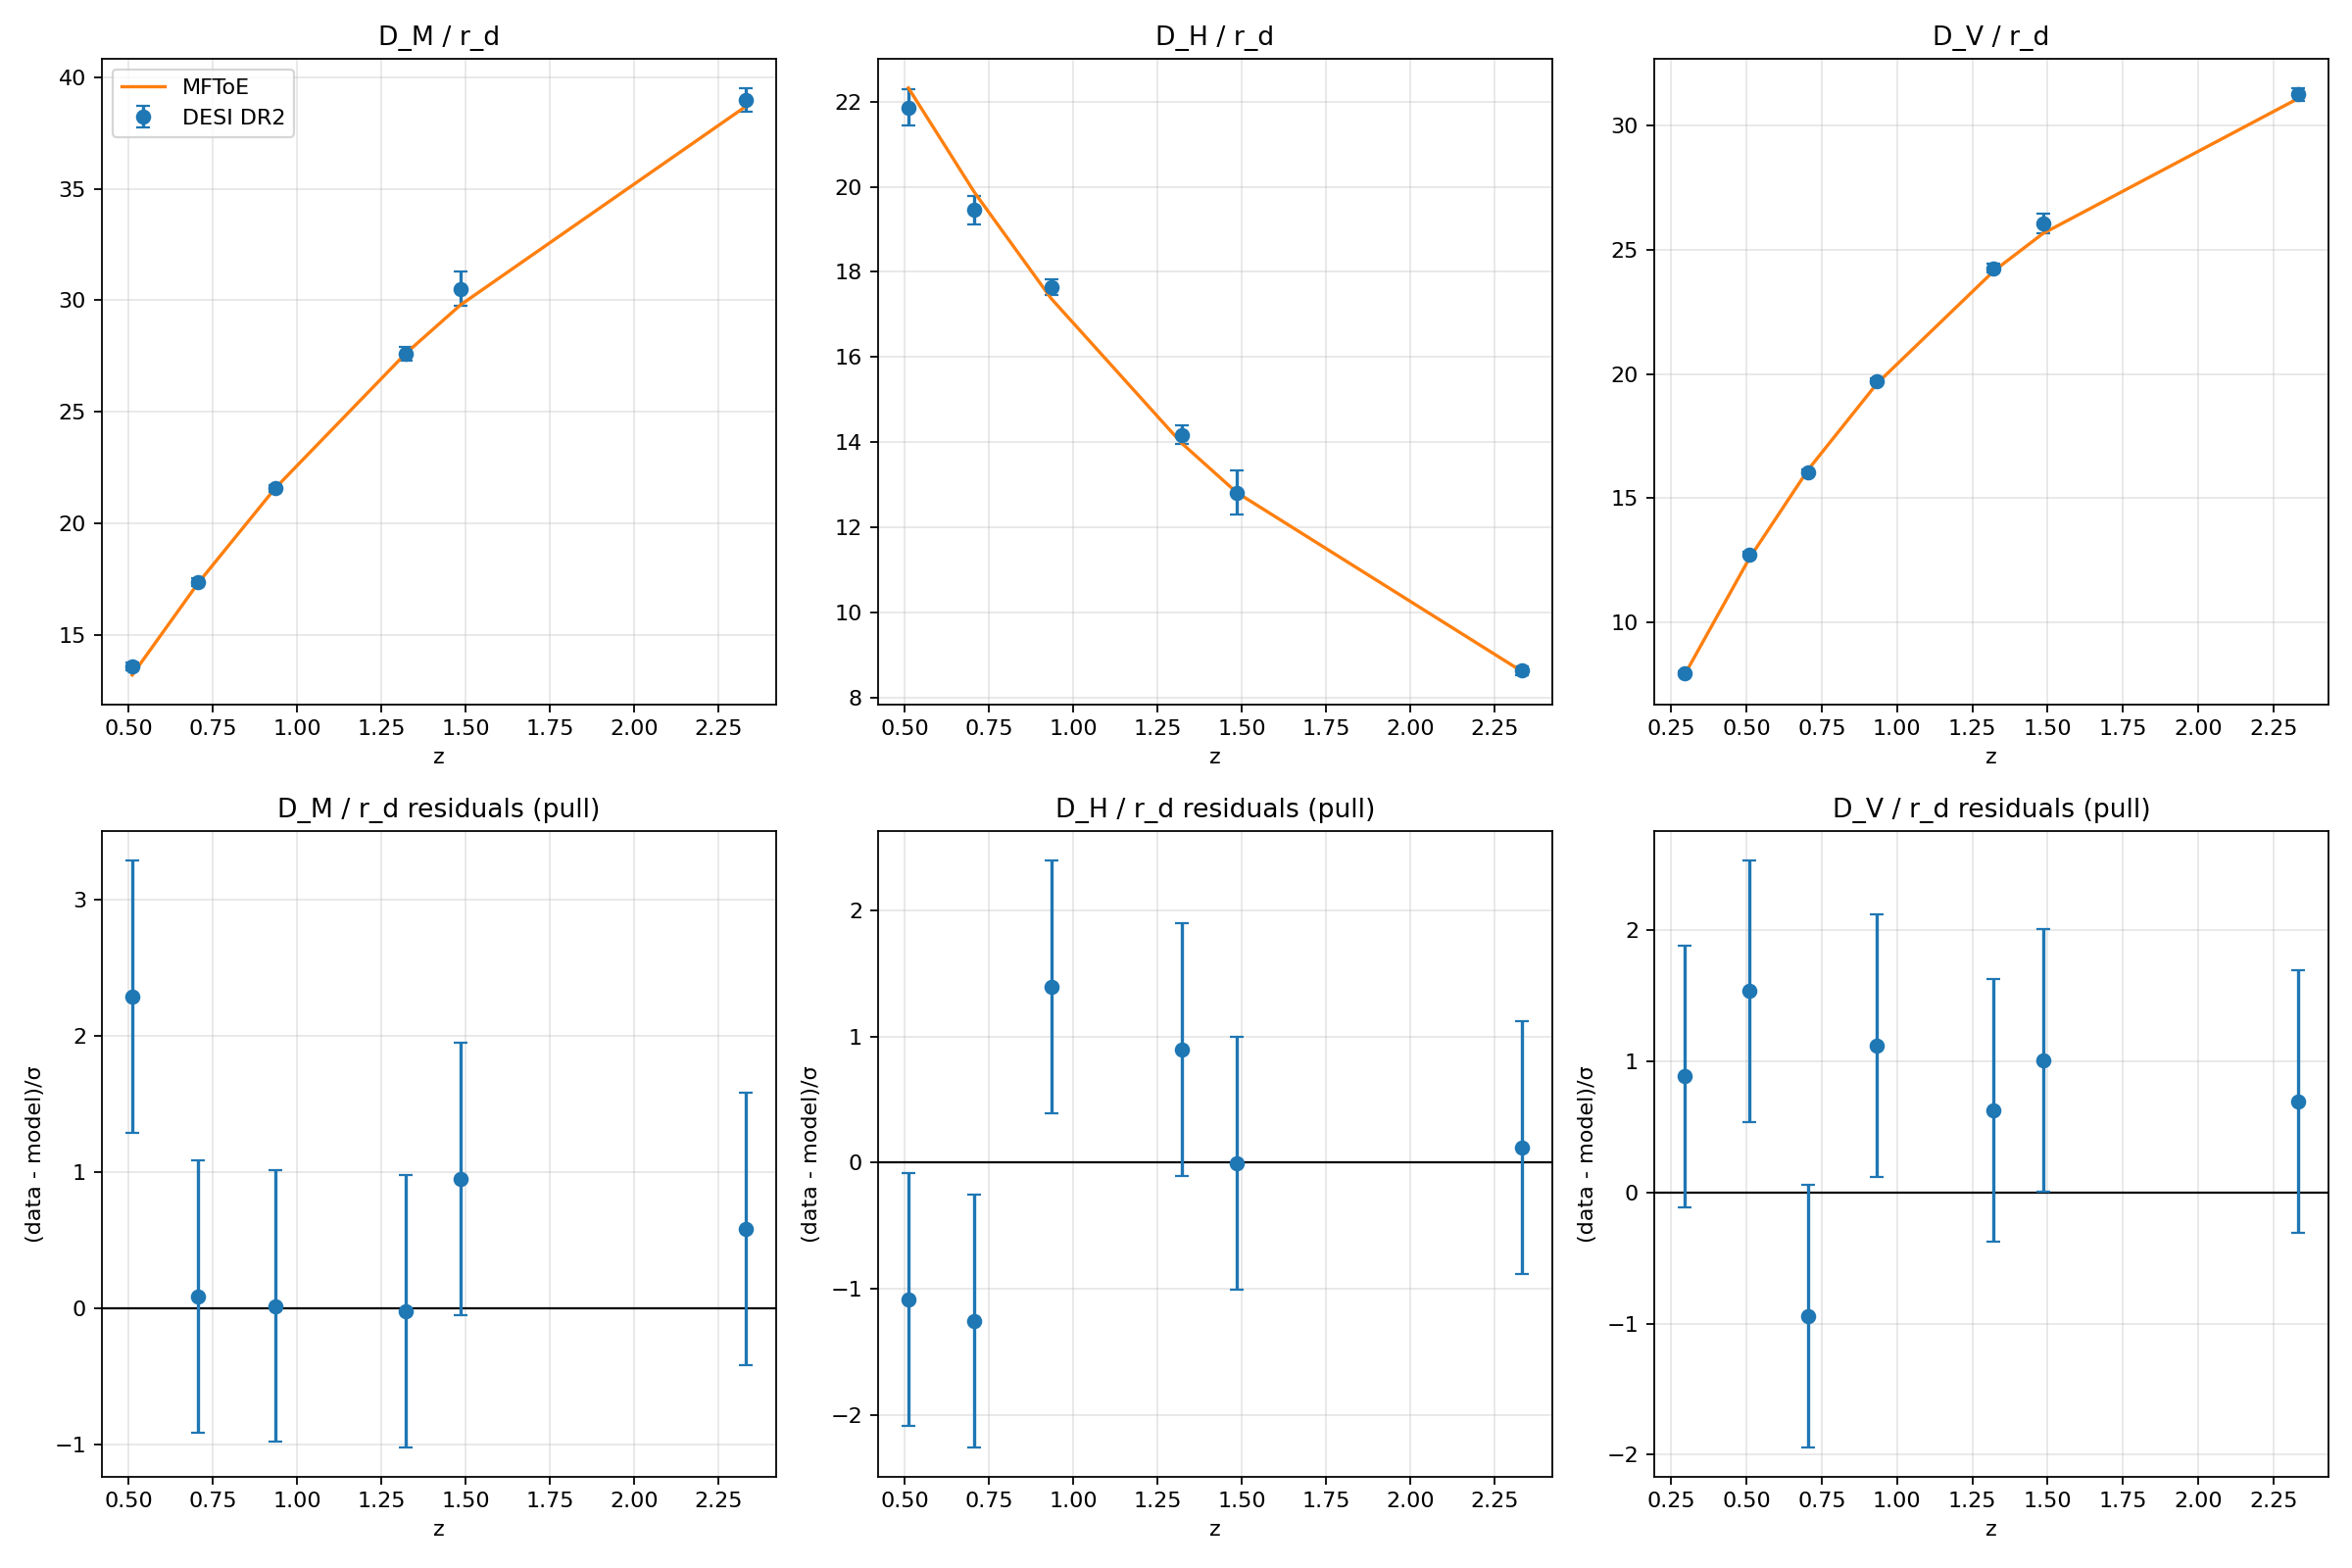 D_M / r_d
MFToE
DESI DR2
40
35
30
25
20
15
0.50 0.75 1.00 1.25 1.50 1.75 2.00 2.25
z
D_H / r_d
22
20
18
16
14
12
10
8
0.50 0.75 1.00 1.25 1.50 1.75 2.00 2.25
z
D_V / r_d
30
25
20
15
10
0.25 0.50 0.75 1.00 1.25 1.50 1.75 2.00 2.25
z
D_M / r_d residuals (pull)
(data - model)/σ
3
2
1
0
−1
0.50 0.75 1.00 1.25 1.50 1.75 2.00 2.25
z
D_H / r_d residuals (pull)
(data - model)/σ
2
1
0
−1
−2
0.50 0.75 1.00 1.25 1.50 1.75 2.00 2.25
z
D_V / r_d residuals (pull)
(data - model)/σ
2
1
0
−1
−2
0.25 0.50 0.75 1.00 1.25 1.50 1.75 2.00 2.25
z